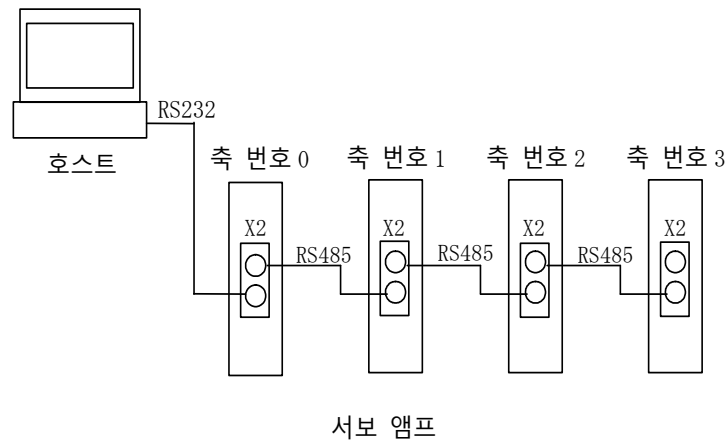 RS232
호스트
축 번호 0 축 번호 1 축 번호 2 축 번호 3
X2 X2 X2 X2
RS485 RS485 RS485
서보 앰프